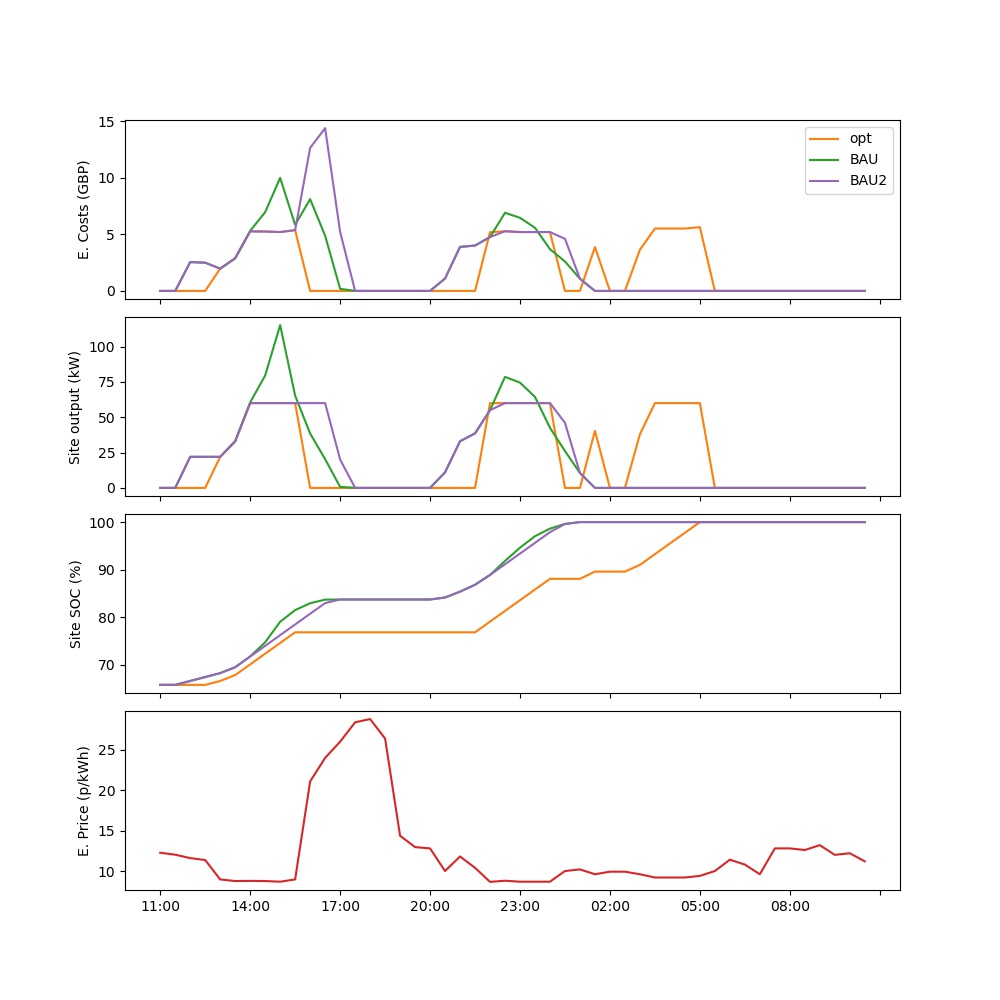 E. Costs (GBP)
15
10
5
0
opt
BAU
BAU2
Site output (kW)
100
75
50
25
0
Site SOC (%)
100
90
80
70
E. Price (p/kWh)
25
20
15
10
11:00 14:00 17:00 20:00 23:00 02:00 05:00 08:00